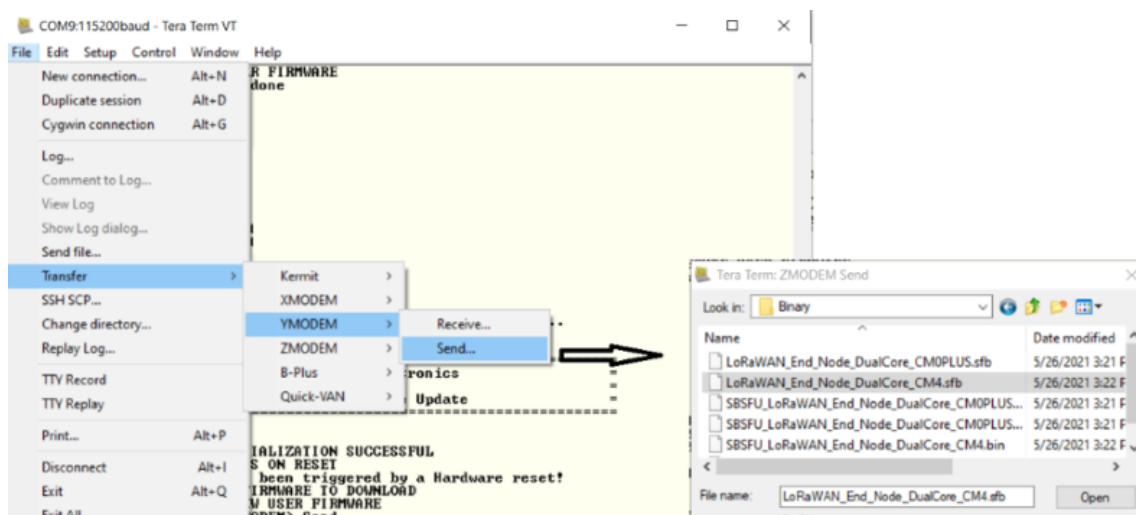 COM9:115200baud - Tera Term VT
File Edit Setup Control Window Help
New connection... Alt+N
Duplicate session Alt+D
Cygwin connection Alt+G
Log...
Comment to Log...
View Log
Show Log dialog...
Send file...
Transfer >
SSH SCP...
Change directory...
Replay Log...
TTY Record
TTY Replay
Print... Alt+P
Disconnect Alt+I
Exit Alt+Q
Exit All
R FIRMWARE
done
Kermit >
XMODEM >
YMODEM >
ZMODEM >
B-Plus >
Quick-VAN >
Receive...
Send...
ronics =
=
Update =
==========
IALIZATION SUCCESSFUL
S ON RESET
been triggered by a Hardware reset!
IRMWARE TO DOWNLOAD
W USER FIRMWARE
Send
Tera Term: ZMODEM Send
Look in: Binary
Name Date modified
LoRaWAN_End_Node_DualCore_CM0PLUS.sfb 5/26/2021 3:21 P
LoRaWAN_End_Node_DualCore_CM4.sfb 5/26/2021 3:22 P
SBSFU_LoRaWAN_End_Node_DualCore_CM0PLUS... 5/26/2021 3:21 P
SBSFU_LoRaWAN_End_Node_DualCore_CM0PLUS... 5/26/2021 3:21 P
SBSFU_LoRaWAN_End_Node_DualCore_CM4.bin 5/26/2021 3:22 P
File name: LoRaWAN_End_Node_DualCore_CM4.sfb Open